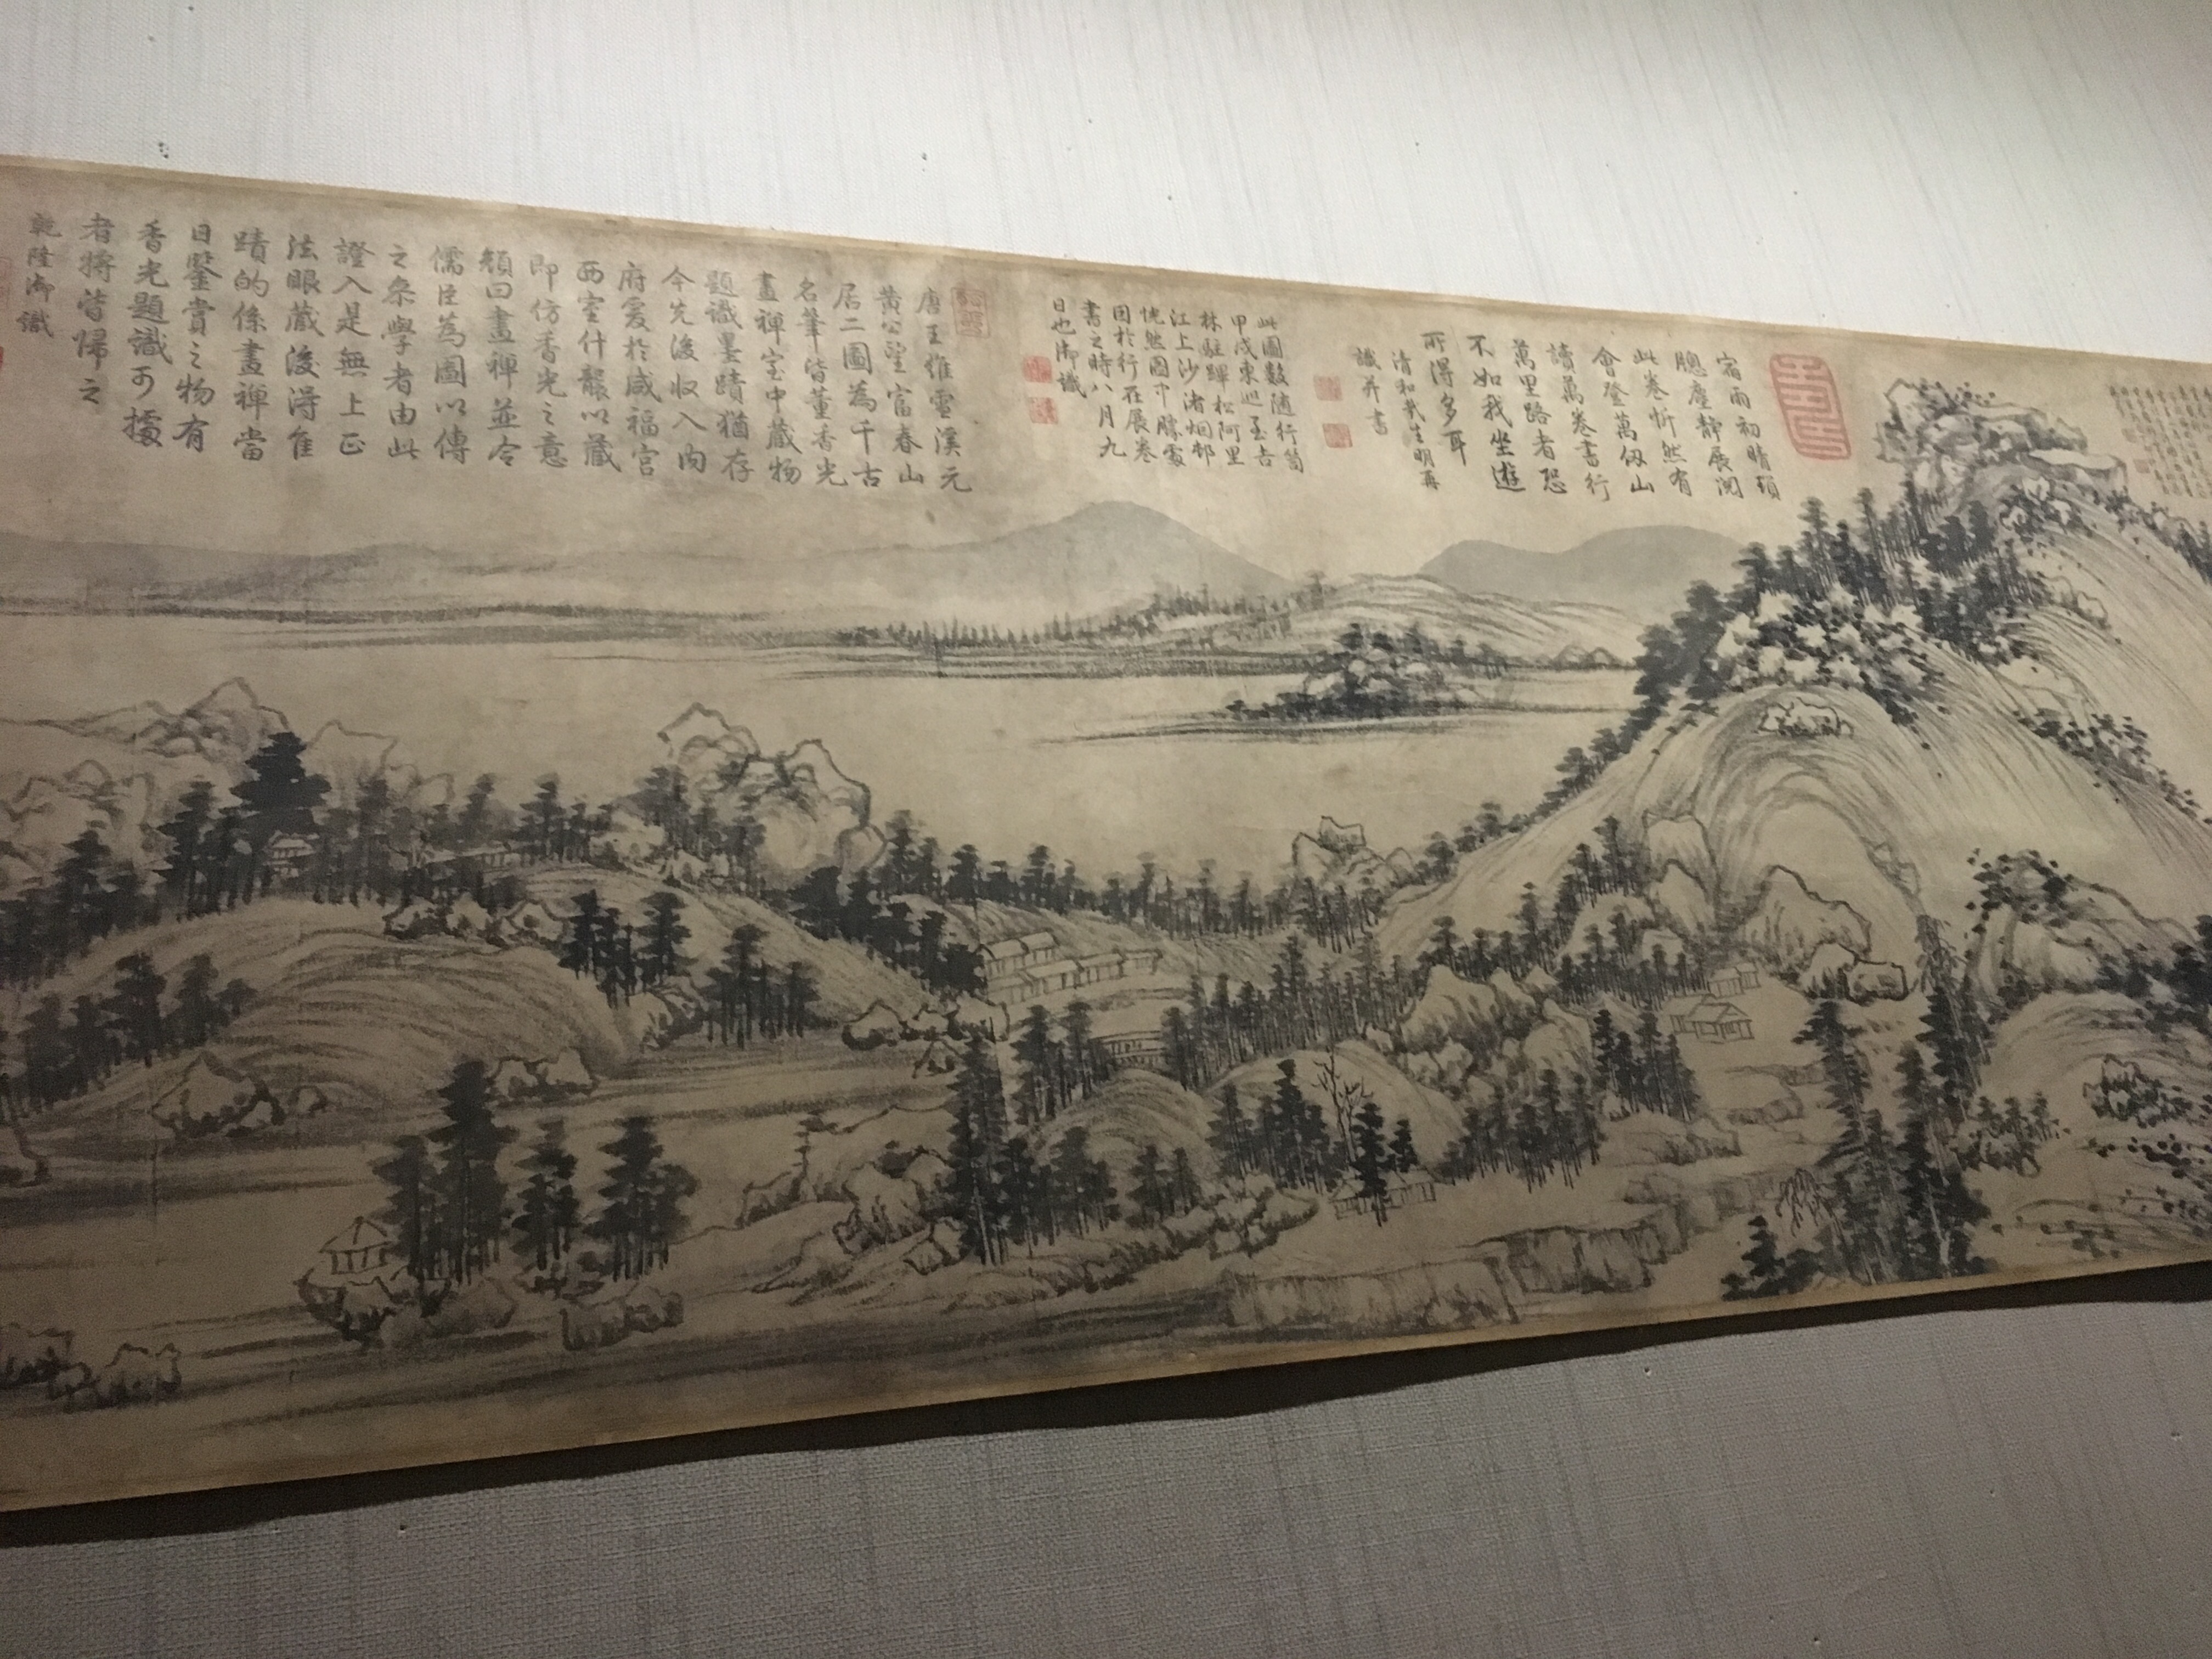 宿雨初晴頓
牕塵靜展閱
此卷忻然有
會登萬仞山
讀萬卷書行
萬里路者恐
不如我坐遊
所得多耳
清和哉生明再
識并書
此圖數隨行笥
甲戌東巡至吉
林駐蹕松阿里
江上沙渚烟邨
恍然圖中勝處
因於行在展卷
書之時八月九
日也御識
唐王維雪溪元
黃公望富春山
居二圖為千古
名筆皆董香光
畫禪室中藏物
題識墨蹟猶存
今先後收入內
府爰於咸福宮
西室什襲以藏
即仿香光之意
顏曰畫禪並令
儒臣為圖以傳
之叅學者由此
證入是無上正
法眼藏後得隹
蹟的係畫禪當
日鑒賞之物有
香光題識可據
者將皆歸之
乾隆御識